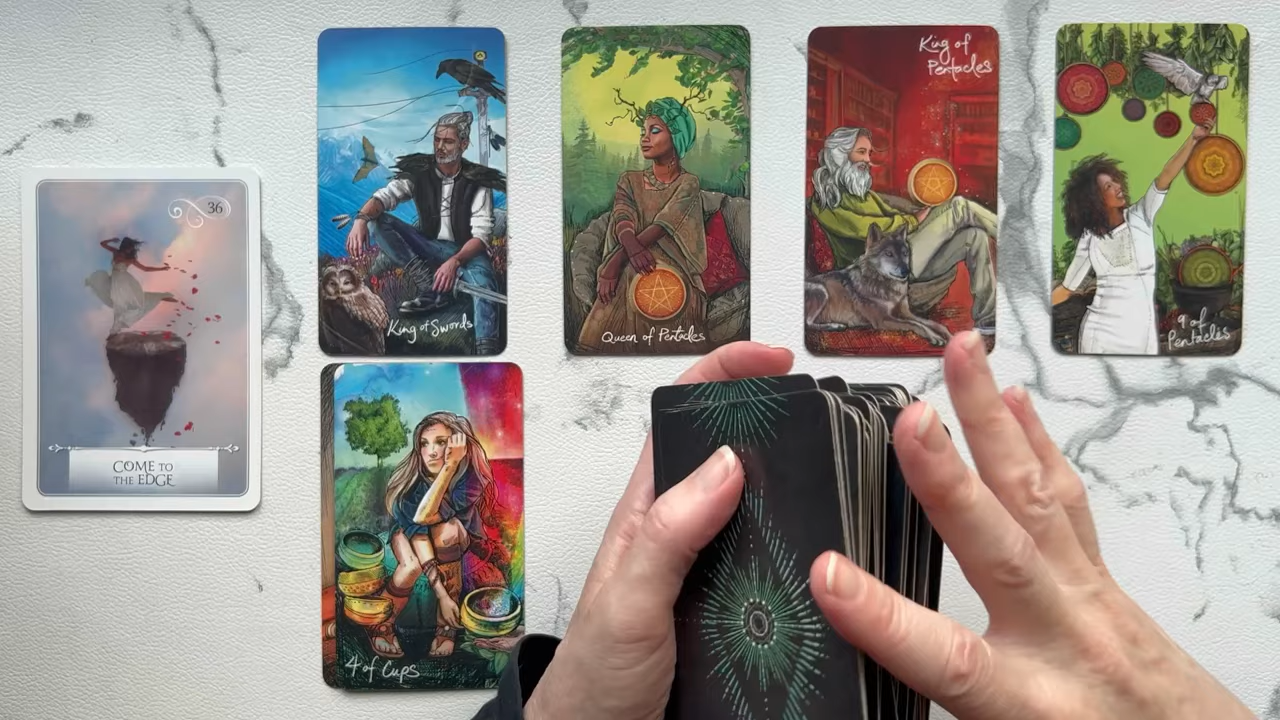 36
COME TO
THE EDGE
King of Swords
Queen of Pentacles
King of
Pentacles
9 of
Pentacles
4 of Cups